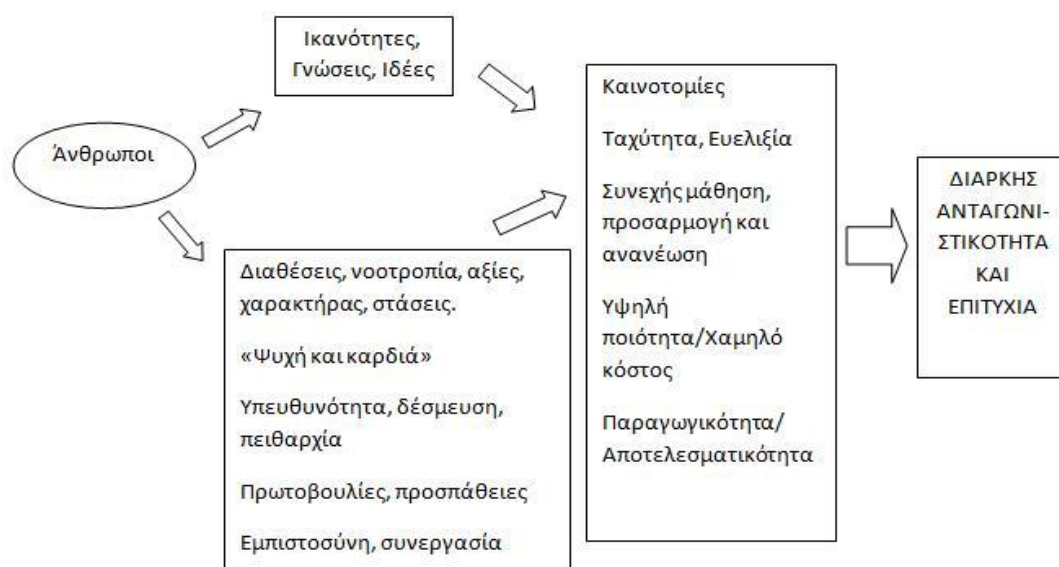 Ικανότητες,
Γνώσεις, Ιδέες
Άνθρωποι
Διαθέσεις, νοοτροπία, αξίες,
χαρακτήρας, στάσεις.
«Ψυχή και καρδιά»
Υπευθυνότητα, δέσμευση,
πειθαρχία
Πρωτοβουλίες, προσπάθειες
Εμπιστοσύνη, συνεργασία
Καινοτομίες
Ταχύτητα, Ευελιξία
Συνεχής μάθηση,
προσαρμογή και
ανανέωση
Υψηλή
ποιότητα/Χαμηλό
κόστος
Παραγωγικότητα/
Αποτελεσματικότητα
ΔΙΑΡΚΗΣ
ΑΝΤΑΓΩΝΙ-
ΣΤΙΚΟΤΗΤΑ
ΚΑΙ
ΕΠΙΤΥΧΙΑ